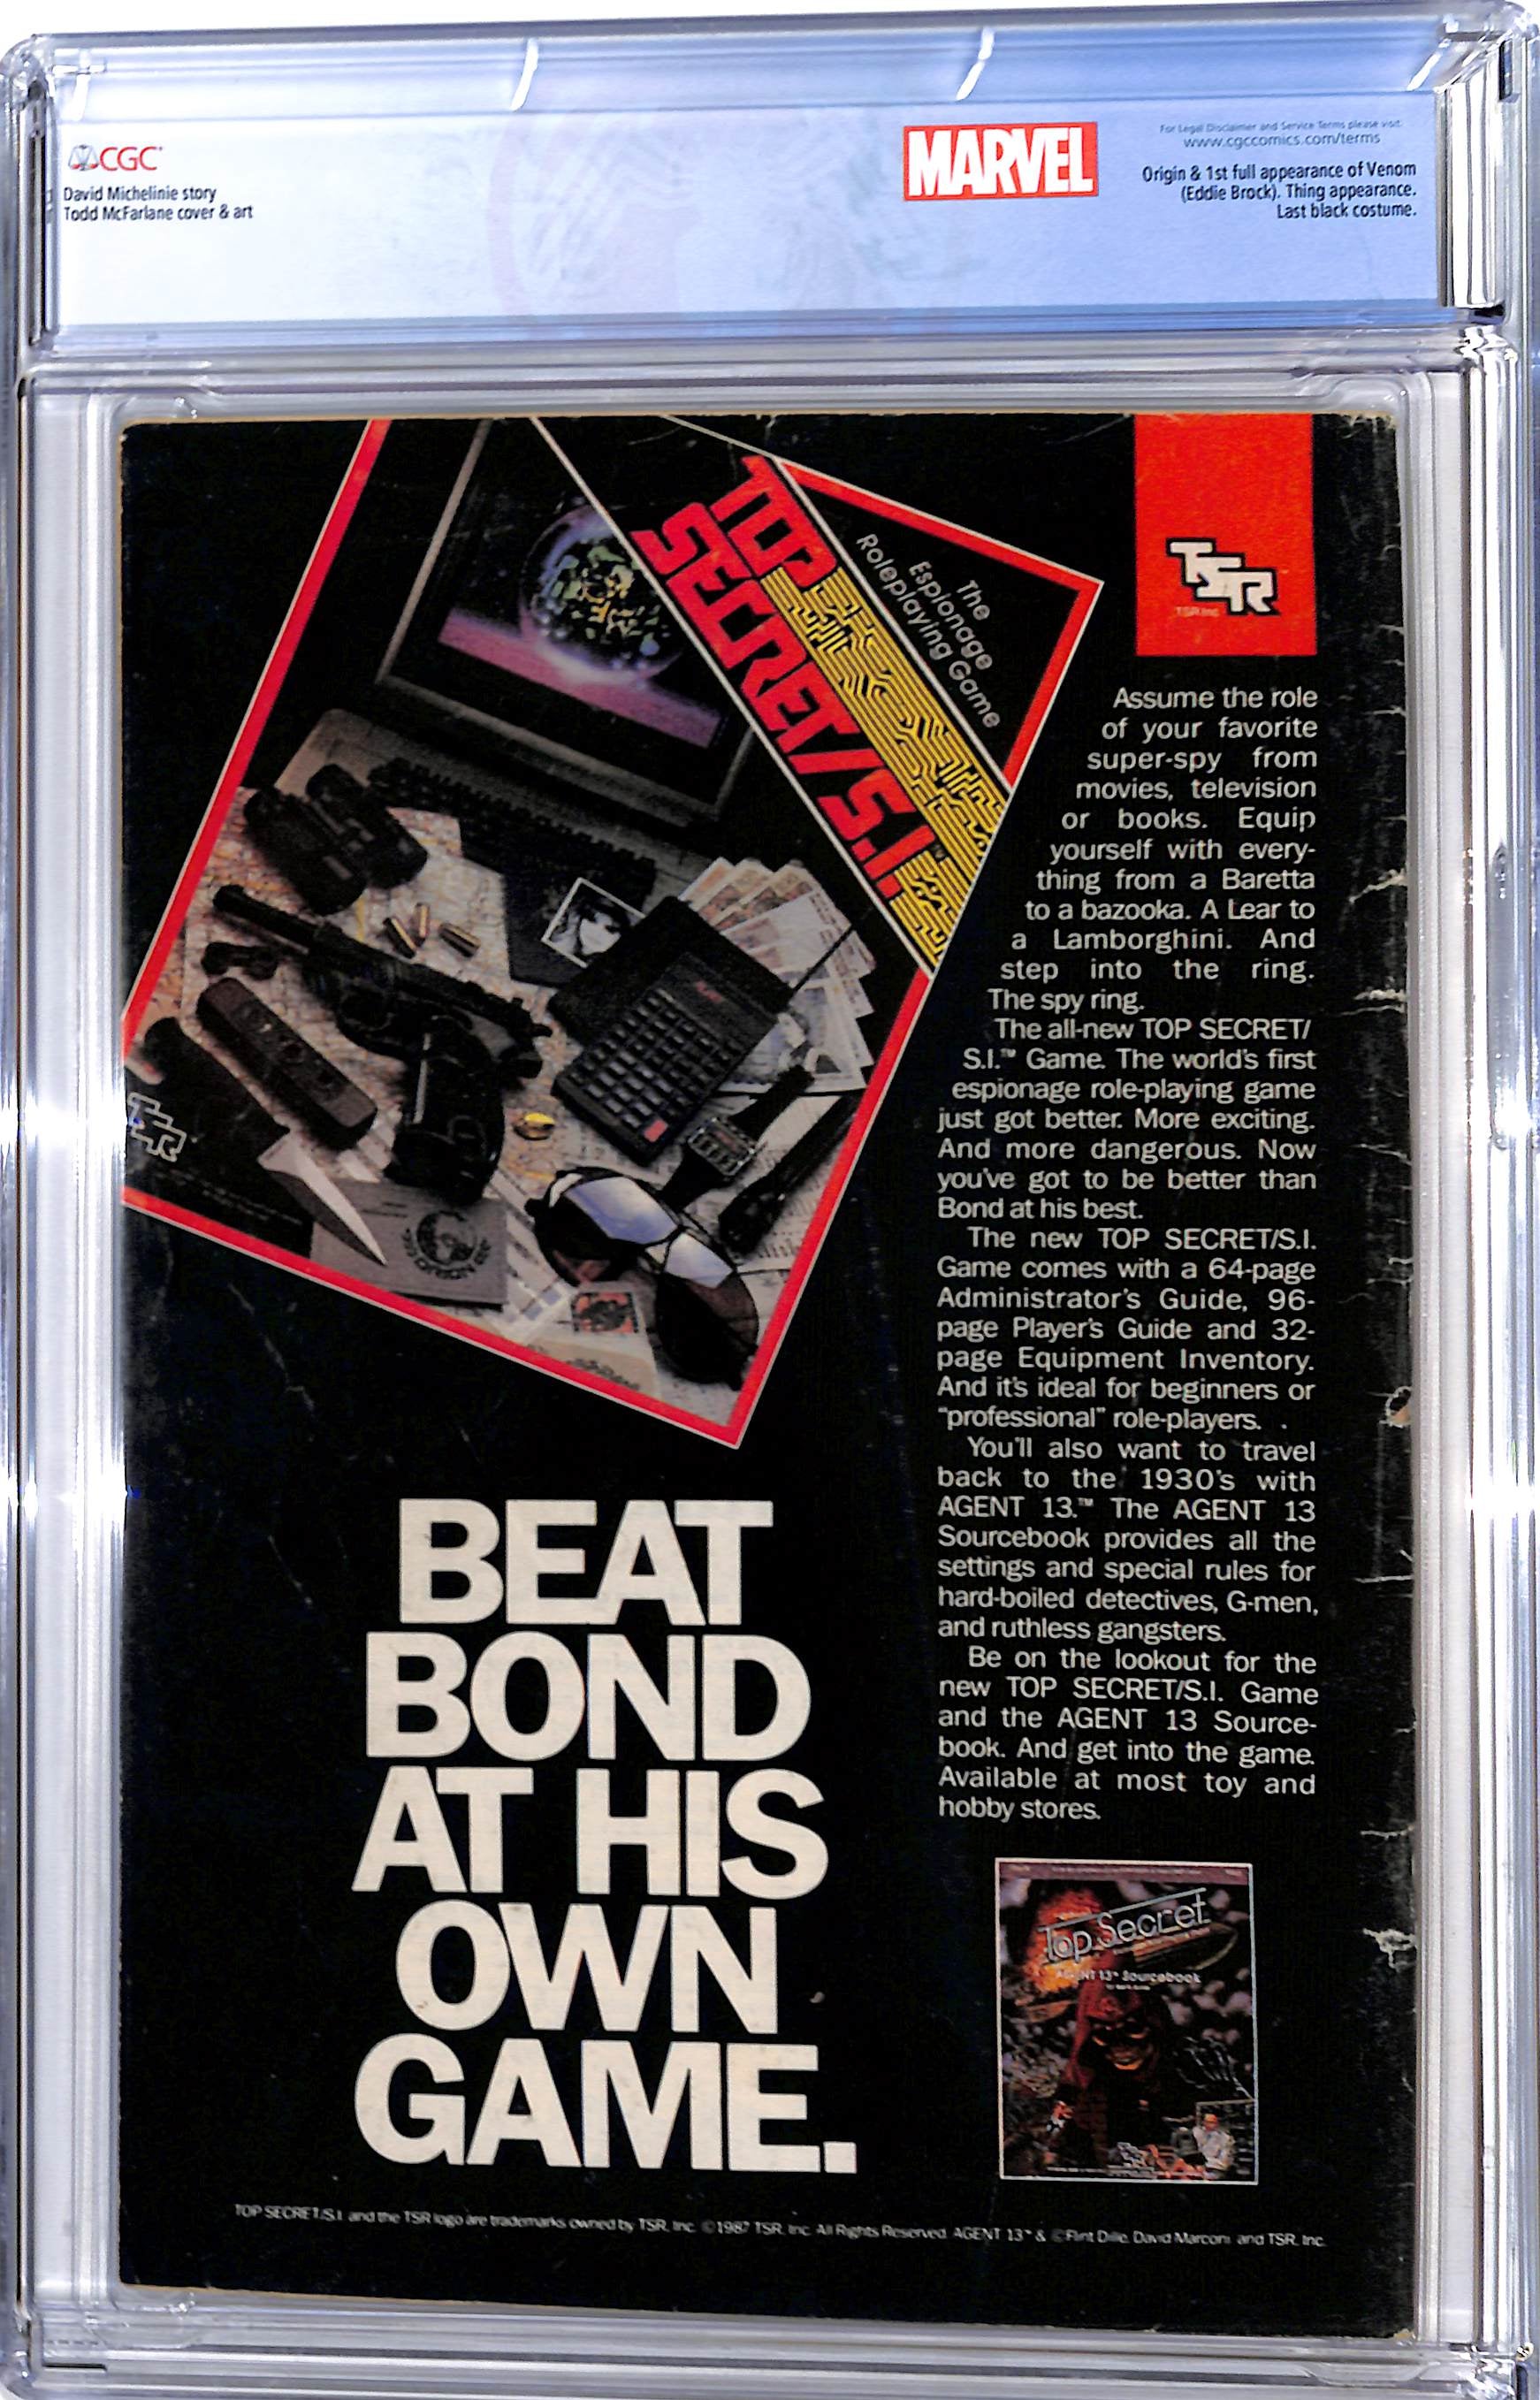 CGC
David Michelinie story
Todd McFarlane cover & art
MARVEL
For Legal Disclaimer and Service Terms please visit:
www.cgccomics.com/terms
Origin & 1st full appearance of Venom
(Eddie Brock). Thing appearance.
Last black costume.
TOP
SECRET/S.I.
The
Espionage
Roleplaying Game
TSR
TSR, Inc.
Assume the role
of your favorite
super-spy from
movies, television
or books. Equip
yourself with every-
thing from a Baretta
to a bazooka. A Lear to
a Lamborghini. And
step into the ring.
The spy ring.
The all-new TOP SECRET/
S.I.™ Game. The world's first
espionage role-playing game
just got better. More exciting.
And more dangerous. Now
you've got to be better than
Bond at his best.
The new TOP SECRET/S.I.
Game comes with a 64-page
Administrator's Guide, 96-
page Player's Guide and 32-
page Equipment Inventory.
And it's ideal for beginners or
"professional" role-players.
You'll also want to travel
back to the 1930's with
AGENT 13.™ The AGENT 13
Sourcebook provides all the
settings and special rules for
hard-boiled detectives, G-men,
and ruthless gangsters.
Be on the lookout for the
new TOP SECRET/S.I. Game
and the AGENT 13 Source-
book. And get into the game.
Available at most toy and
hobby stores.
TSR
ORION
BEAT
BOND
AT HIS
OWN
GAME.
Top Secret
AGENT 13™ Sourcebook
TOP SECRET/S.I. and the TSR logo are trademarks owned by TSR, Inc. ©1987 TSR, Inc. All Rights Reserved. AGENT 13™ & ©Flint Dille, David Marconi and TSR, Inc.